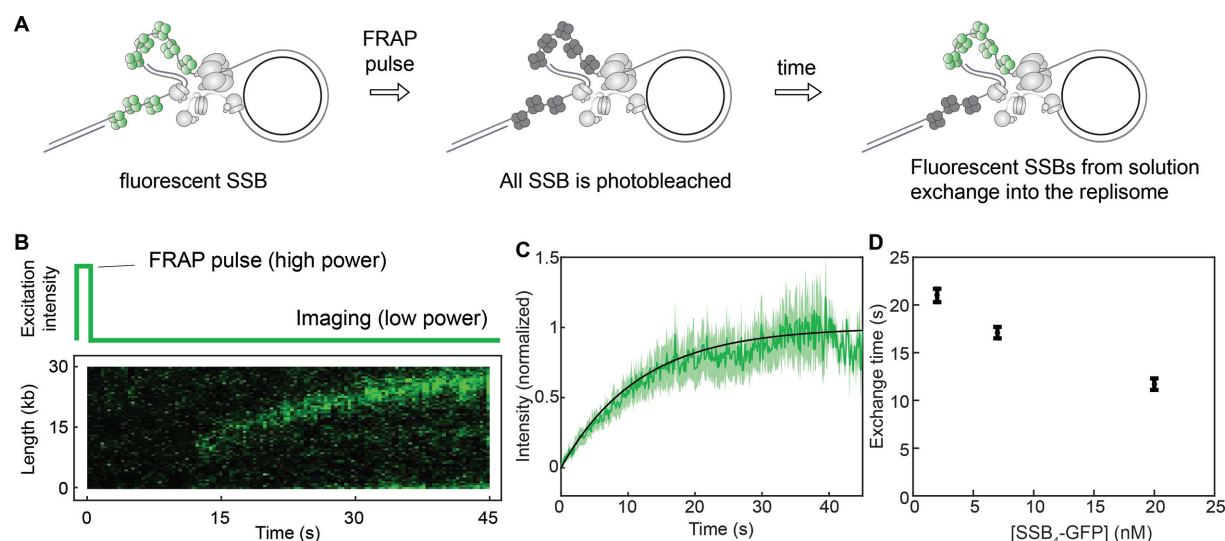 A
FRAP
pulse
time
fluorescent SSB
All SSB is photobleached
Fluorescent SSBs from solution
exchange into the replisome
B
Excitation
intensity
FRAP pulse (high power)
Imaging (low power)
Length (kb)
30
15
0
0
15
30
45
Time (s)
C
Intensity (normalized)
1.5
1
0.5
0
0
10
20
30
40
Time (s)
D
Exchange time (s)
25
20
15
10
5
0
0
5
10
15
20
25
[SSB₄-GFP] (nM)